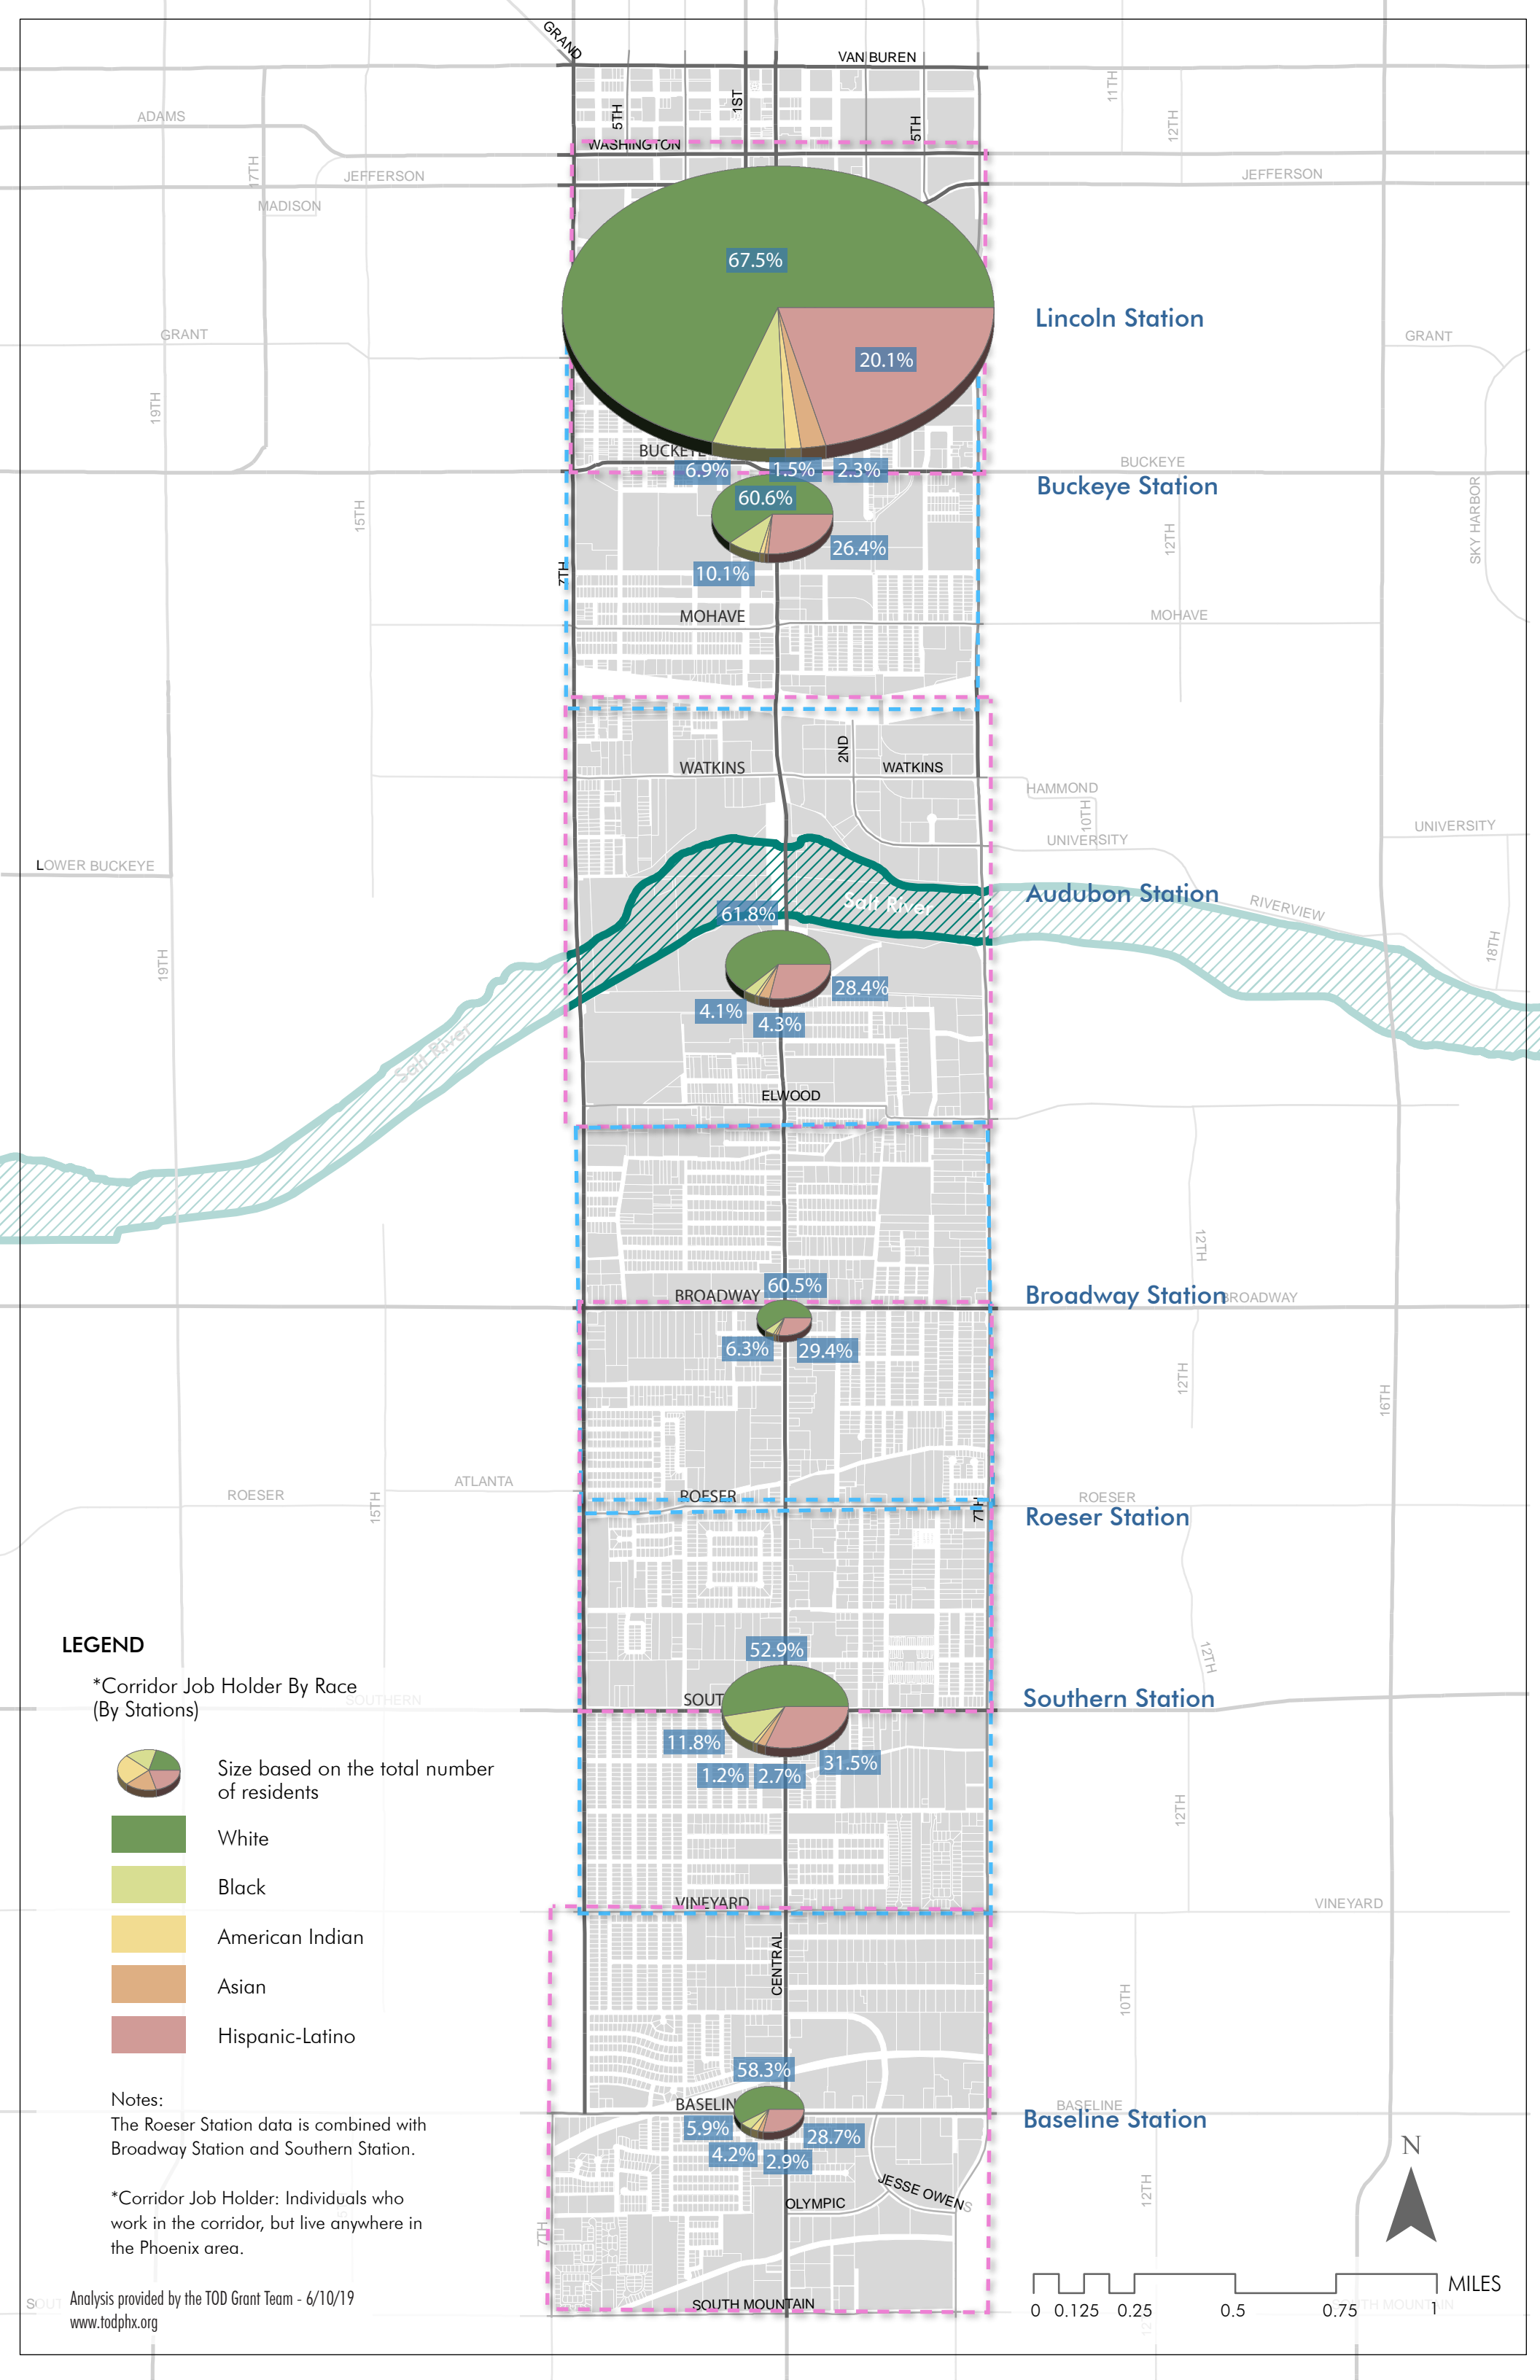 GRAND
VAN BUREN
11TH
12TH
5TH
1ST
5TH
ADAMS
WASHINGTON
17TH
JEFFERSON
JEFFERSON
MADISON
67.5%
Lincoln Station
GRANT
GRANT
20.1%
19TH
BUCKEYE
BUCKEYE
6.9%
1.5%
2.3%
Buckeye Station
60.6%
15TH
12TH
SKY HARBOR
26.4%
10.1%
7TH
MOHAVE
MOHAVE
2ND
WATKINS
WATKINS
HAMMOND
10TH
UNIVERSITY
UNIVERSITY
LOWER BUCKEYE
Audubon Station
Salt River
61.8%
RIVERVIEW
18TH
19TH
28.4%
4.1%
4.3%
Salt River
ELWOOD
12TH
60.5%
BROADWAY
Broadway Station
BROADWAY
6.3%
29.4%
12TH
16TH
ATLANTA
ROESER
ROESER
ROESER
15TH
7TH
Roeser Station
LEGEND
52.9%
12TH
*Corridor Job Holder By Race
(By Stations)
SOUTHERN
SOUT
Southern Station
11.8%
31.5%
1.2%
2.7%
Size based on the total number
of residents
12TH
White
Black
VINEYARD
VINEYARD
American Indian
CENTRAL
Asian
10TH
Hispanic-Latino
58.3%
Notes:
The Roeser Station data is combined with
Broadway Station and Southern Station.
BASELIN
BASELINE
Baseline Station
5.9%
28.7%
4.2%
2.9%
N
*Corridor Job Holder: Individuals who
work in the corridor, but live anywhere in
the Phoenix area.
JESSE OWENS
OLYMPIC
12TH
7TH
Analysis provided by the TOD Grant Team - 6/10/19
www.todphx.org
SOUT
SOUTH MOUNTAIN
MILES
0 0.125 0.25 0.5 0.75 1
TH MOUNTAIN